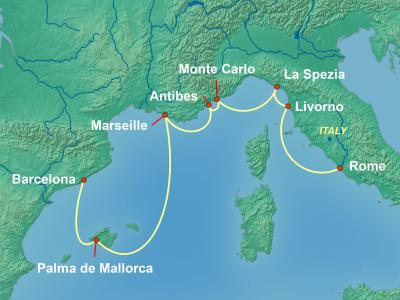 Monte Carlo
La Spezia
Antibes
Livorno
Marseille
ITALY
Rome
Barcelona
Palma de Mallorca